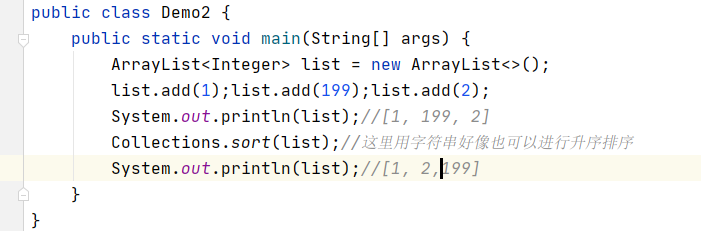 public class Demo2 {
public static void main(String[] args) {
ArrayList<Integer> list = new ArrayList<>();
list.add(1);list.add(199);list.add(2);
System.out.println(list);//[1, 199, 2]
Collections.sort(list);//这里用字符串好像也可以进行升序排序
System.out.println(list);//[1, 2,199]
}
}